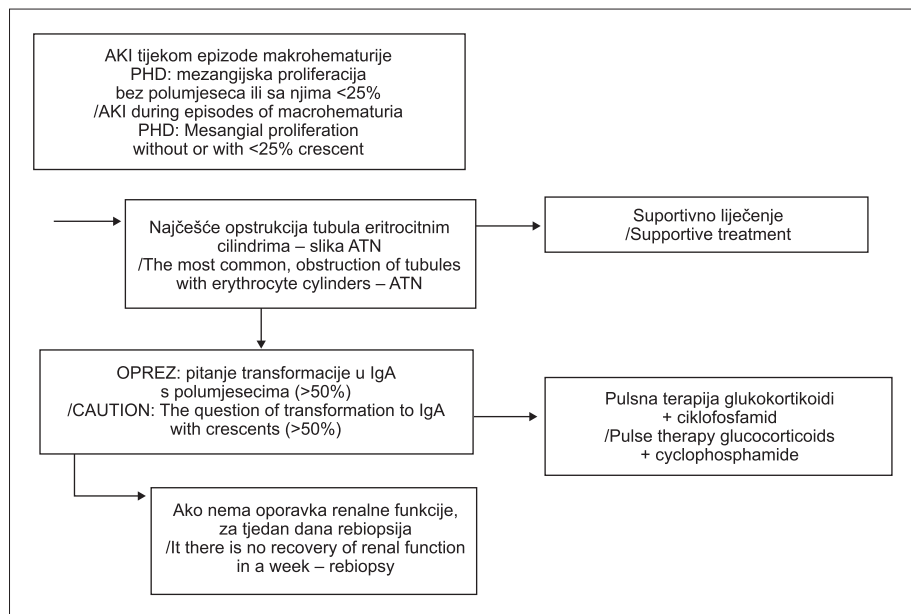 AKI tijekom epizode makrohematurije
PHD: mezangijska proliferacija
bez polumjeseca ili sa njima <25%
/AKI during episodes of macrohematuria
PHD: Mesangial proliferation
without or with <25% crescent
Najčešće opstrukcija tubula eritrocitnim
cilindrima – slika ATN
/The most common, obstruction of tubules
with erythrocyte cylinders – ATN
Suportivno liječenje
/Supportive treatment
OPREZ: pitanje transformacije u IgA
s polumjesecima (>50%)
/CAUTION: The question of transformation to IgA
with crescents (>50%)
Pulsna terapija glukokortikoidi
+ ciklofosfamid
/Pulse therapy glucocorticoids
+ cyclophosphamide
Ako nema oporavka renalne funkcije,
za tjedan dana rebiopsija
/It there is no recovery of renal function
in a week – rebiopsy